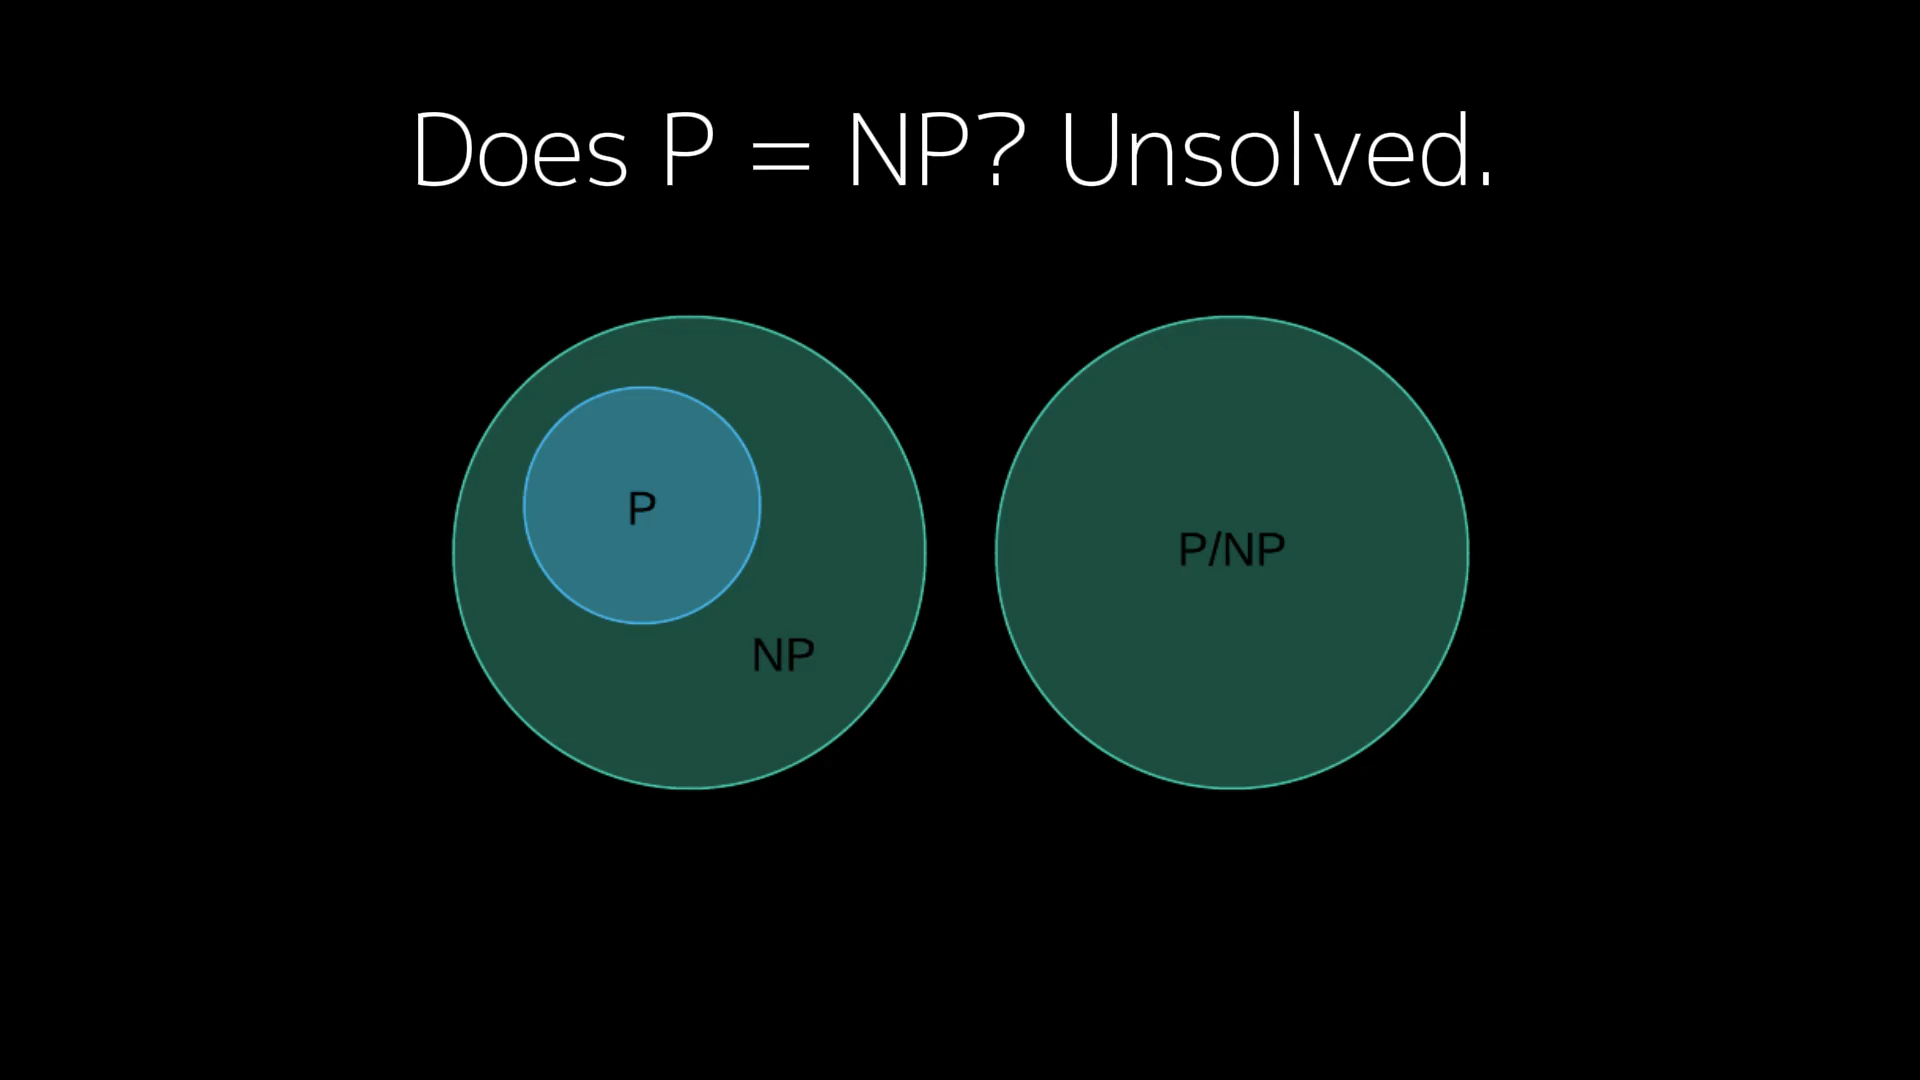 Does P = NP? Unsolved.
P
P/NP
NP